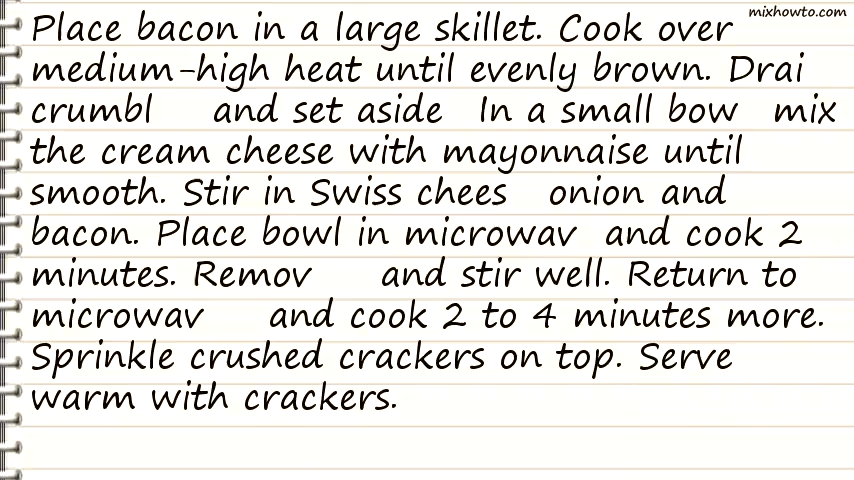 mixhowto.com
Place bacon in a large skillet. Cook over
medium-high heat until evenly brown. Drai
crumbl and set aside In a small bow mix
the cream cheese with mayonnaise until
smooth. Stir in Swiss chees onion and
bacon. Place bowl in microwav and cook 2
minutes. Remov and stir well. Return to
microwav and cook 2 to 4 minutes more.
Sprinkle crushed crackers on top. Serve
warm with crackers.